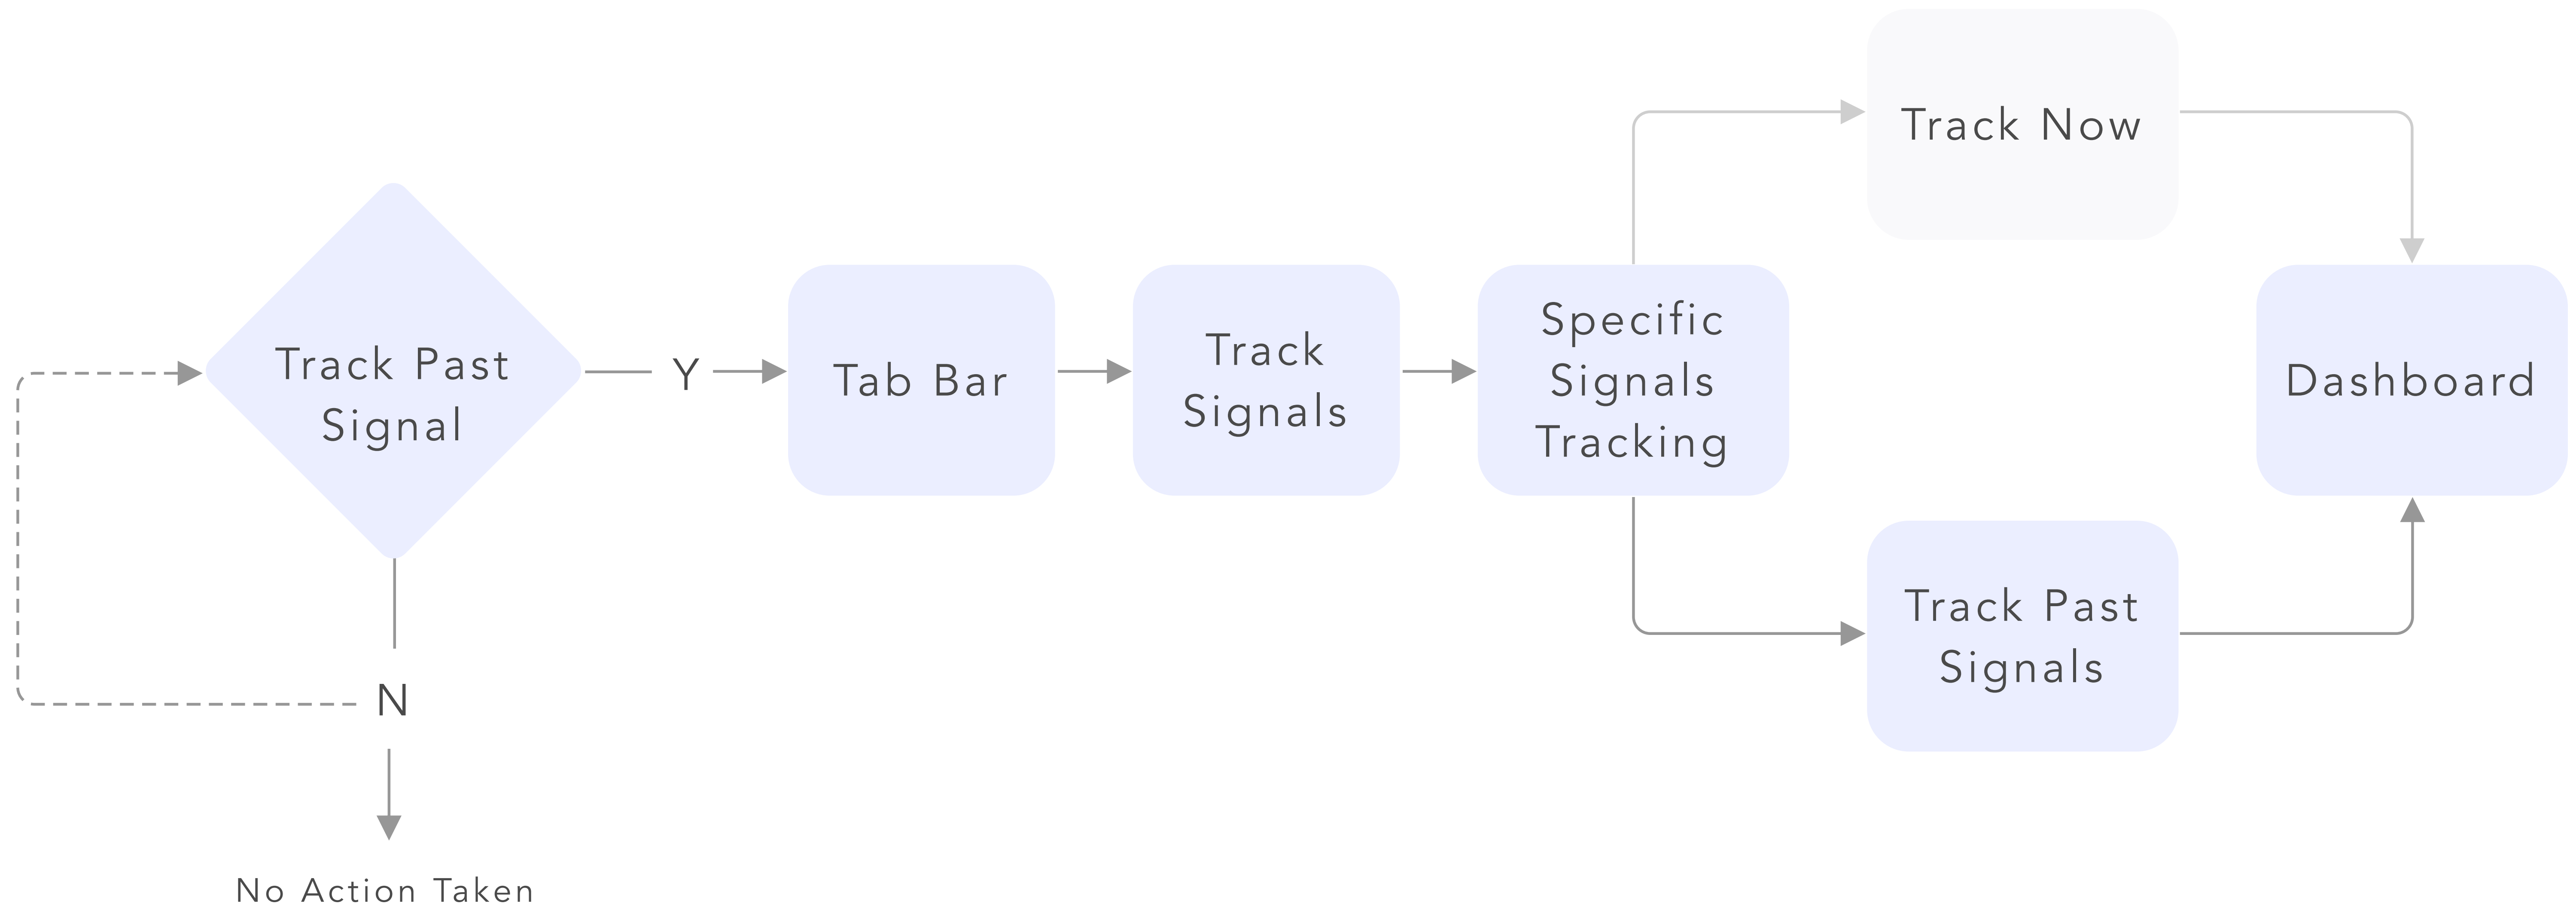 Track Past
Signal
Y
N
No Action Taken
Tab Bar
Track
Signals
Specific
Signals
Tracking
Track Now
Track Past
Signals
Dashboard